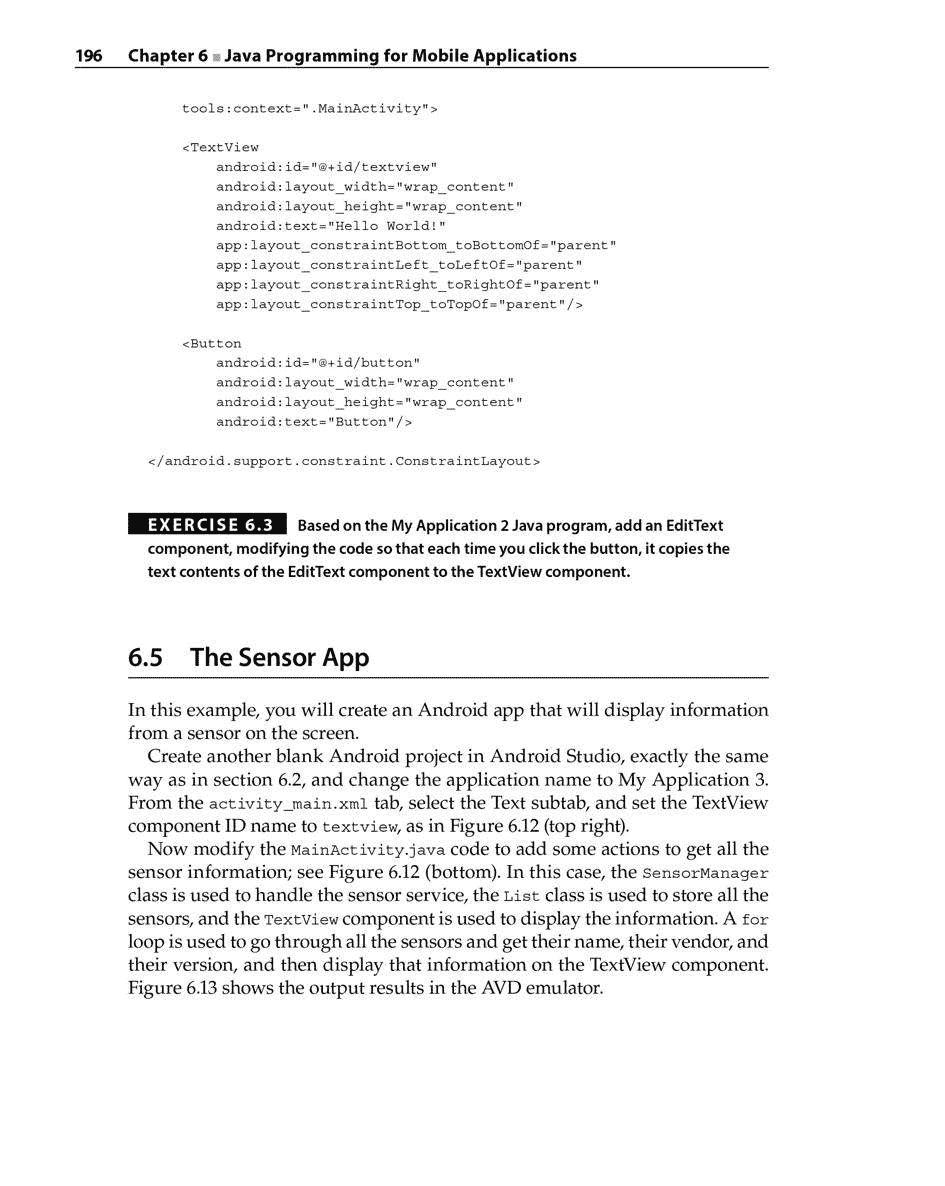 196 Chapter 6 ■ Java Programming for Mobile Applications
tools:context=".MainActivity">
<TextView
android:id="@+id/textview"
android:layout_width="wrap_content"
android:layout_height="wrap_content"
android:text="Hello World!"
app:layout_constraintBottom_toBottomOf="parent"
app:layout_constraintLeft_toLeftOf="parent"
app:layout_constraintRight_toRightOf="parent"
app:layout_constraintTop_toTopOf="parent"/>
<Button
android:id="@+id/button"
android:layout_width="wrap_content"
android:layout_height="wrap_content"
android:text="Button"/>
</android.support.constraint.ConstraintLayout>
EXERCISE 6.3 Based on the My Application 2 Java program, add an EditText
component, modifying the code so that each time you click the button, it copies the
text contents of the EditText component to the TextView component.
6.5 The Sensor App
In this example, you will create an Android app that will display information
from a sensor on the screen.
Create another blank Android project in Android Studio, exactly the same
way as in section 6.2, and change the application name to My Application 3.
From the activity_main.xml tab, select the Text subtab, and set the TextView
component ID name to textview, as in Figure 6.12 (top right).
Now modify the MainActivity.java code to add some actions to get all the
sensor information; see Figure 6.12 (bottom). In this case, the SensorManager
class is used to handle the sensor service, the List class is used to store all the
sensors, and the TextView component is used to display the information. A for
loop is used to go through all the sensors and get their name, their vendor, and
their version, and then display that information on the TextView component.
Figure 6.13 shows the output results in the AVD emulator.